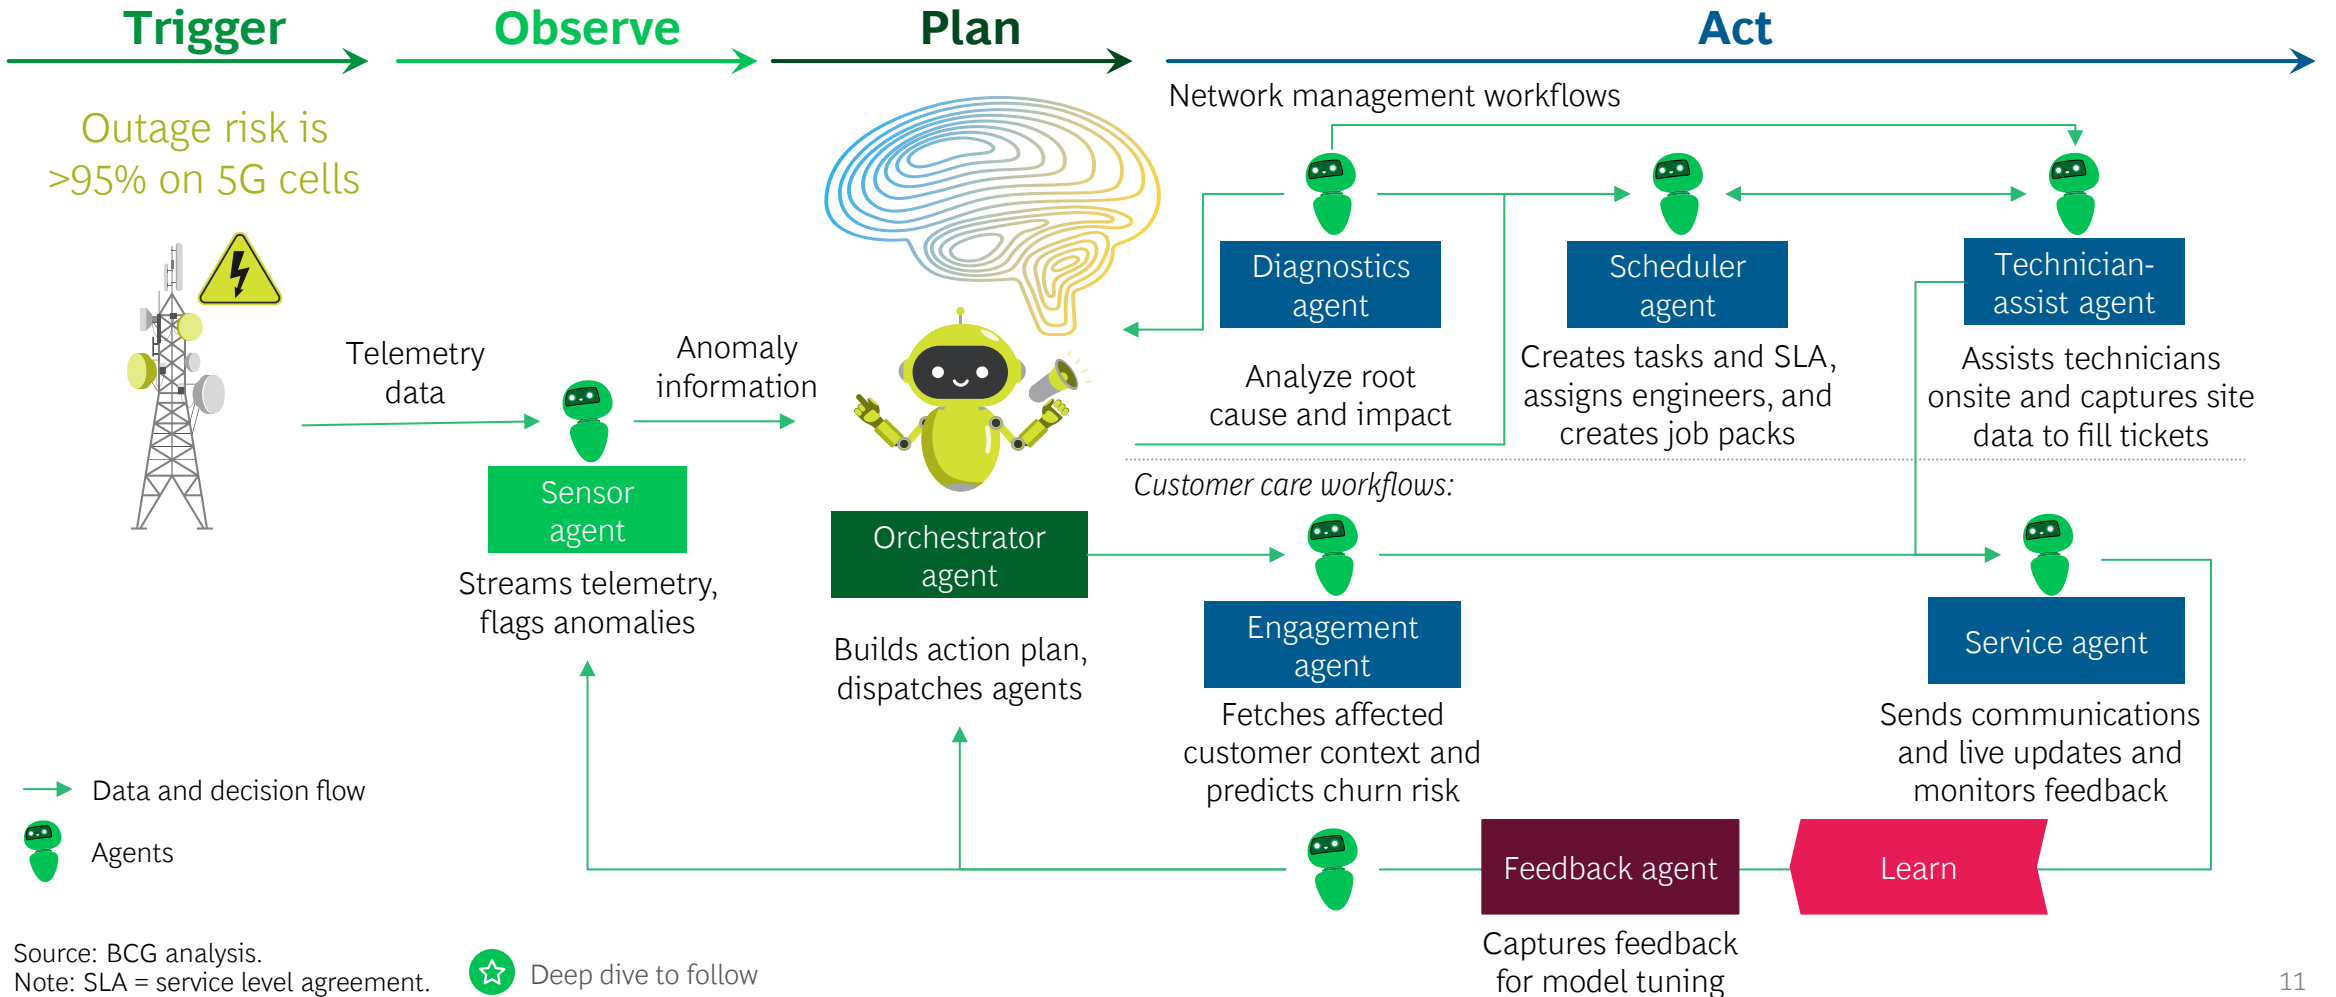 Trigger
Observe
Plan
Act
Outage risk is
>95% on 5G cells
Telemetry
data
Sensor
agent
Streams telemetry,
flags anomalies
Anomaly
information
Orchestrator
agent
Builds action plan,
dispatches agents
Network management workflows
Diagnostics
agent
Analyze root
cause and impact
Scheduler
agent
Creates tasks and SLA,
assigns engineers, and
creates job packs
Technician-
assist agent
Assists technicians
onsite and captures site
data to fill tickets
Customer care workflows:
Engagement
agent
Fetches affected
customer context and
predicts churn risk
Service agent
Sends communications
and live updates and
monitors feedback
Learn
Feedback agent
Captures feedback
for model tuning
Data and decision flow
Agents
Source: BCG analysis.
Note: SLA = service level agreement.
Deep dive to follow
11